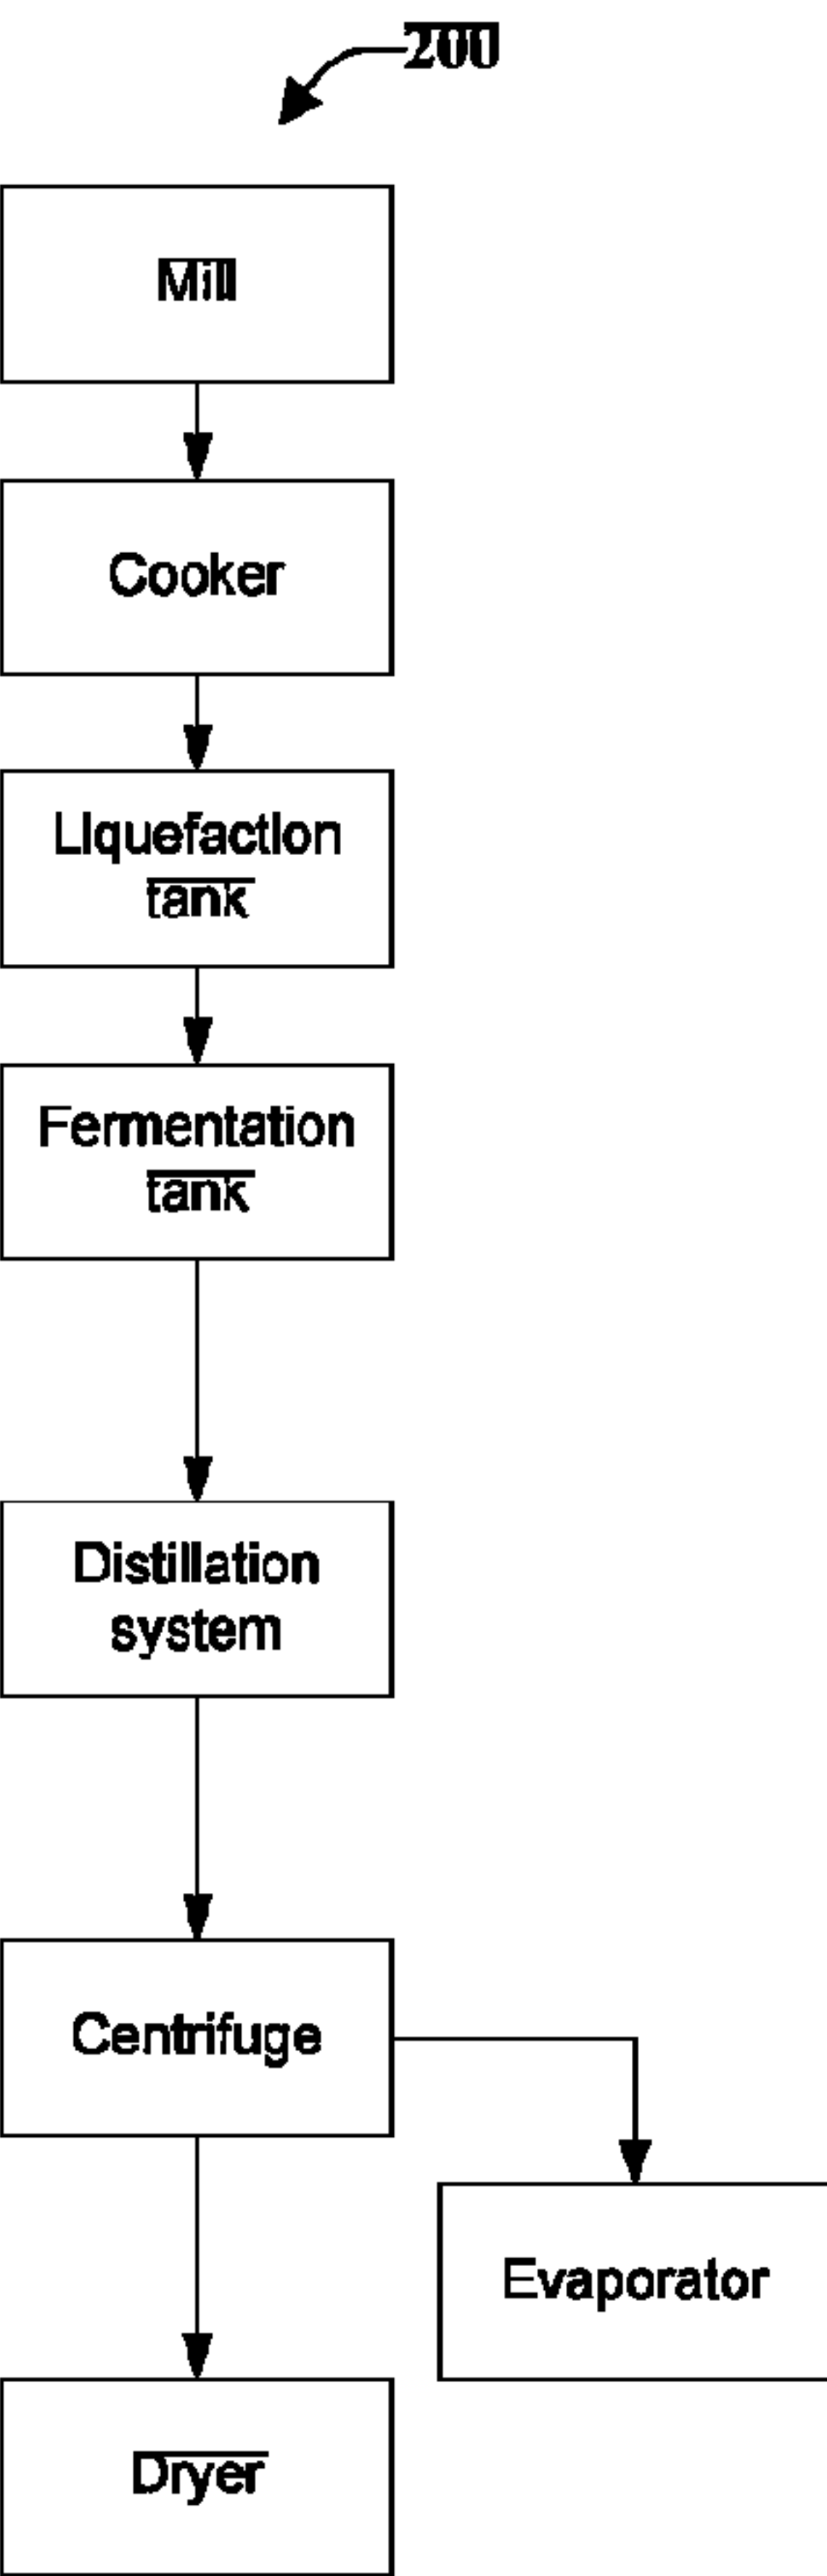 200
Mill
Cooker
Liquefaction
tank
Fermentation
tank
Distillation
system
Centrifuge
Evaporator
Dryer